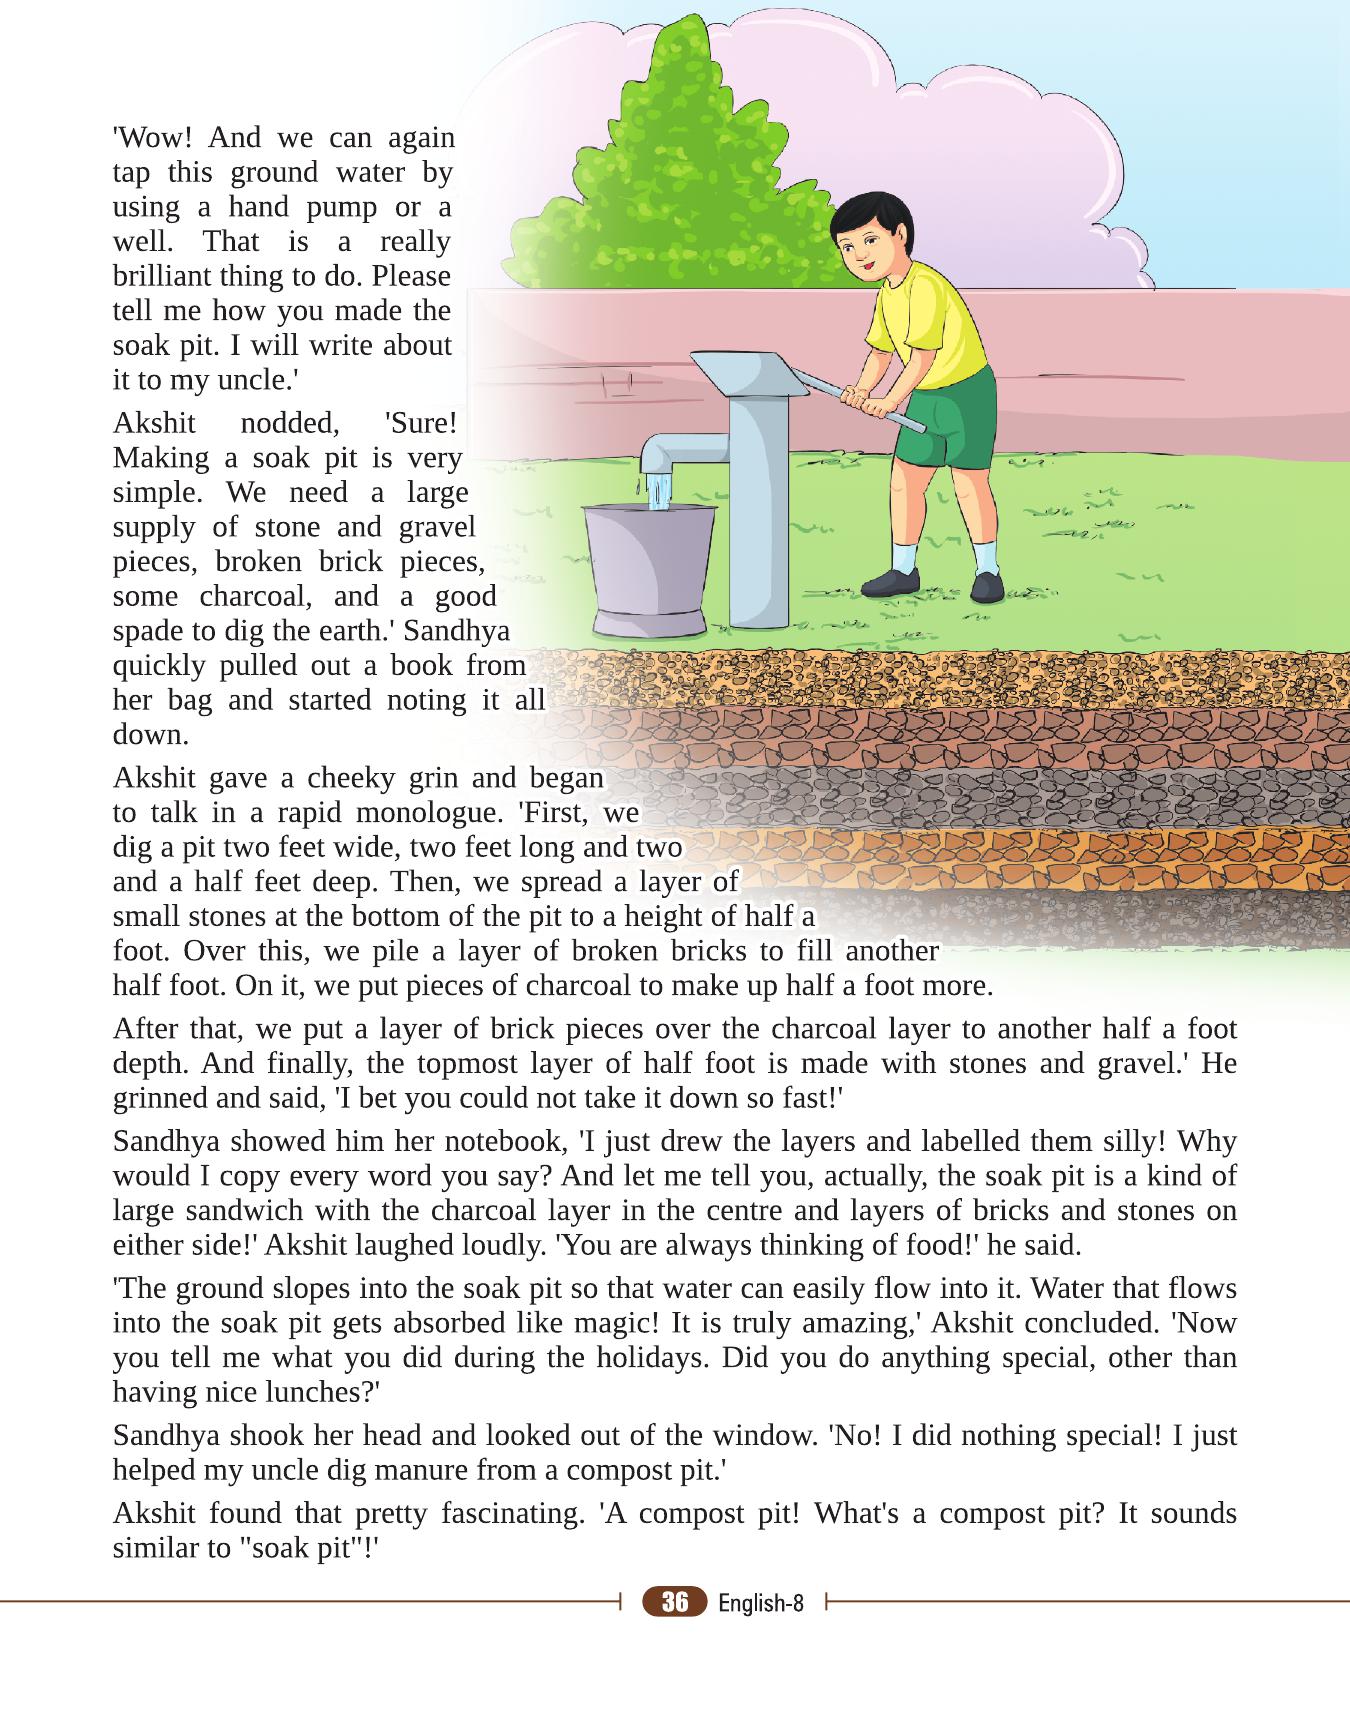 'Wow! And we can again
tap this ground water by
using a hand pump or a
well. That is a really
brilliant thing to do. Please
tell me how you made the
soak pit. I will write about
it to my uncle.'
Akshit nodded, 'Sure!
Making a soak pit is very
simple. We need a large
supply of stone and gravel
pieces, broken brick pieces,
some charcoal, and a good
spade to dig the earth.' Sandhya
quickly pulled out a book from
her bag and started noting it all
down.
Akshit gave a cheeky grin and began
to talk in a rapid monologue. 'First, we
dig a pit two feet wide, two feet long and two
and a half feet deep. Then, we spread a layer of
small stones at the bottom of the pit to a height of half a
foot. Over this, we pile a layer of broken bricks to fill another
half foot. On it, we put pieces of charcoal to make up half a foot more.
After that, we put a layer of brick pieces over the charcoal layer to another half a foot
depth. And finally, the topmost layer of half foot is made with stones and gravel.' He
grinned and said, 'I bet you could not take it down so fast!'
Sandhya showed him her notebook, 'I just drew the layers and labelled them silly! Why
would I copy every word you say? And let me tell you, actually, the soak pit is a kind of
large sandwich with the charcoal layer in the centre and layers of bricks and stones on
either side!' Akshit laughed loudly. 'You are always thinking of food!' he said.
'The ground slopes into the soak pit so that water can easily flow into it. Water that flows
into the soak pit gets absorbed like magic! It is truly amazing,' Akshit concluded. 'Now
you tell me what you did during the holidays. Did you do anything special, other than
having nice lunches?'
Sandhya shook her head and looked out of the window. 'No! I did nothing special! I just
helped my uncle dig manure from a compost pit.'
Akshit found that pretty fascinating. 'A compost pit! What's a compost pit? It sounds
similar to "soak pit"!'
36 English-8